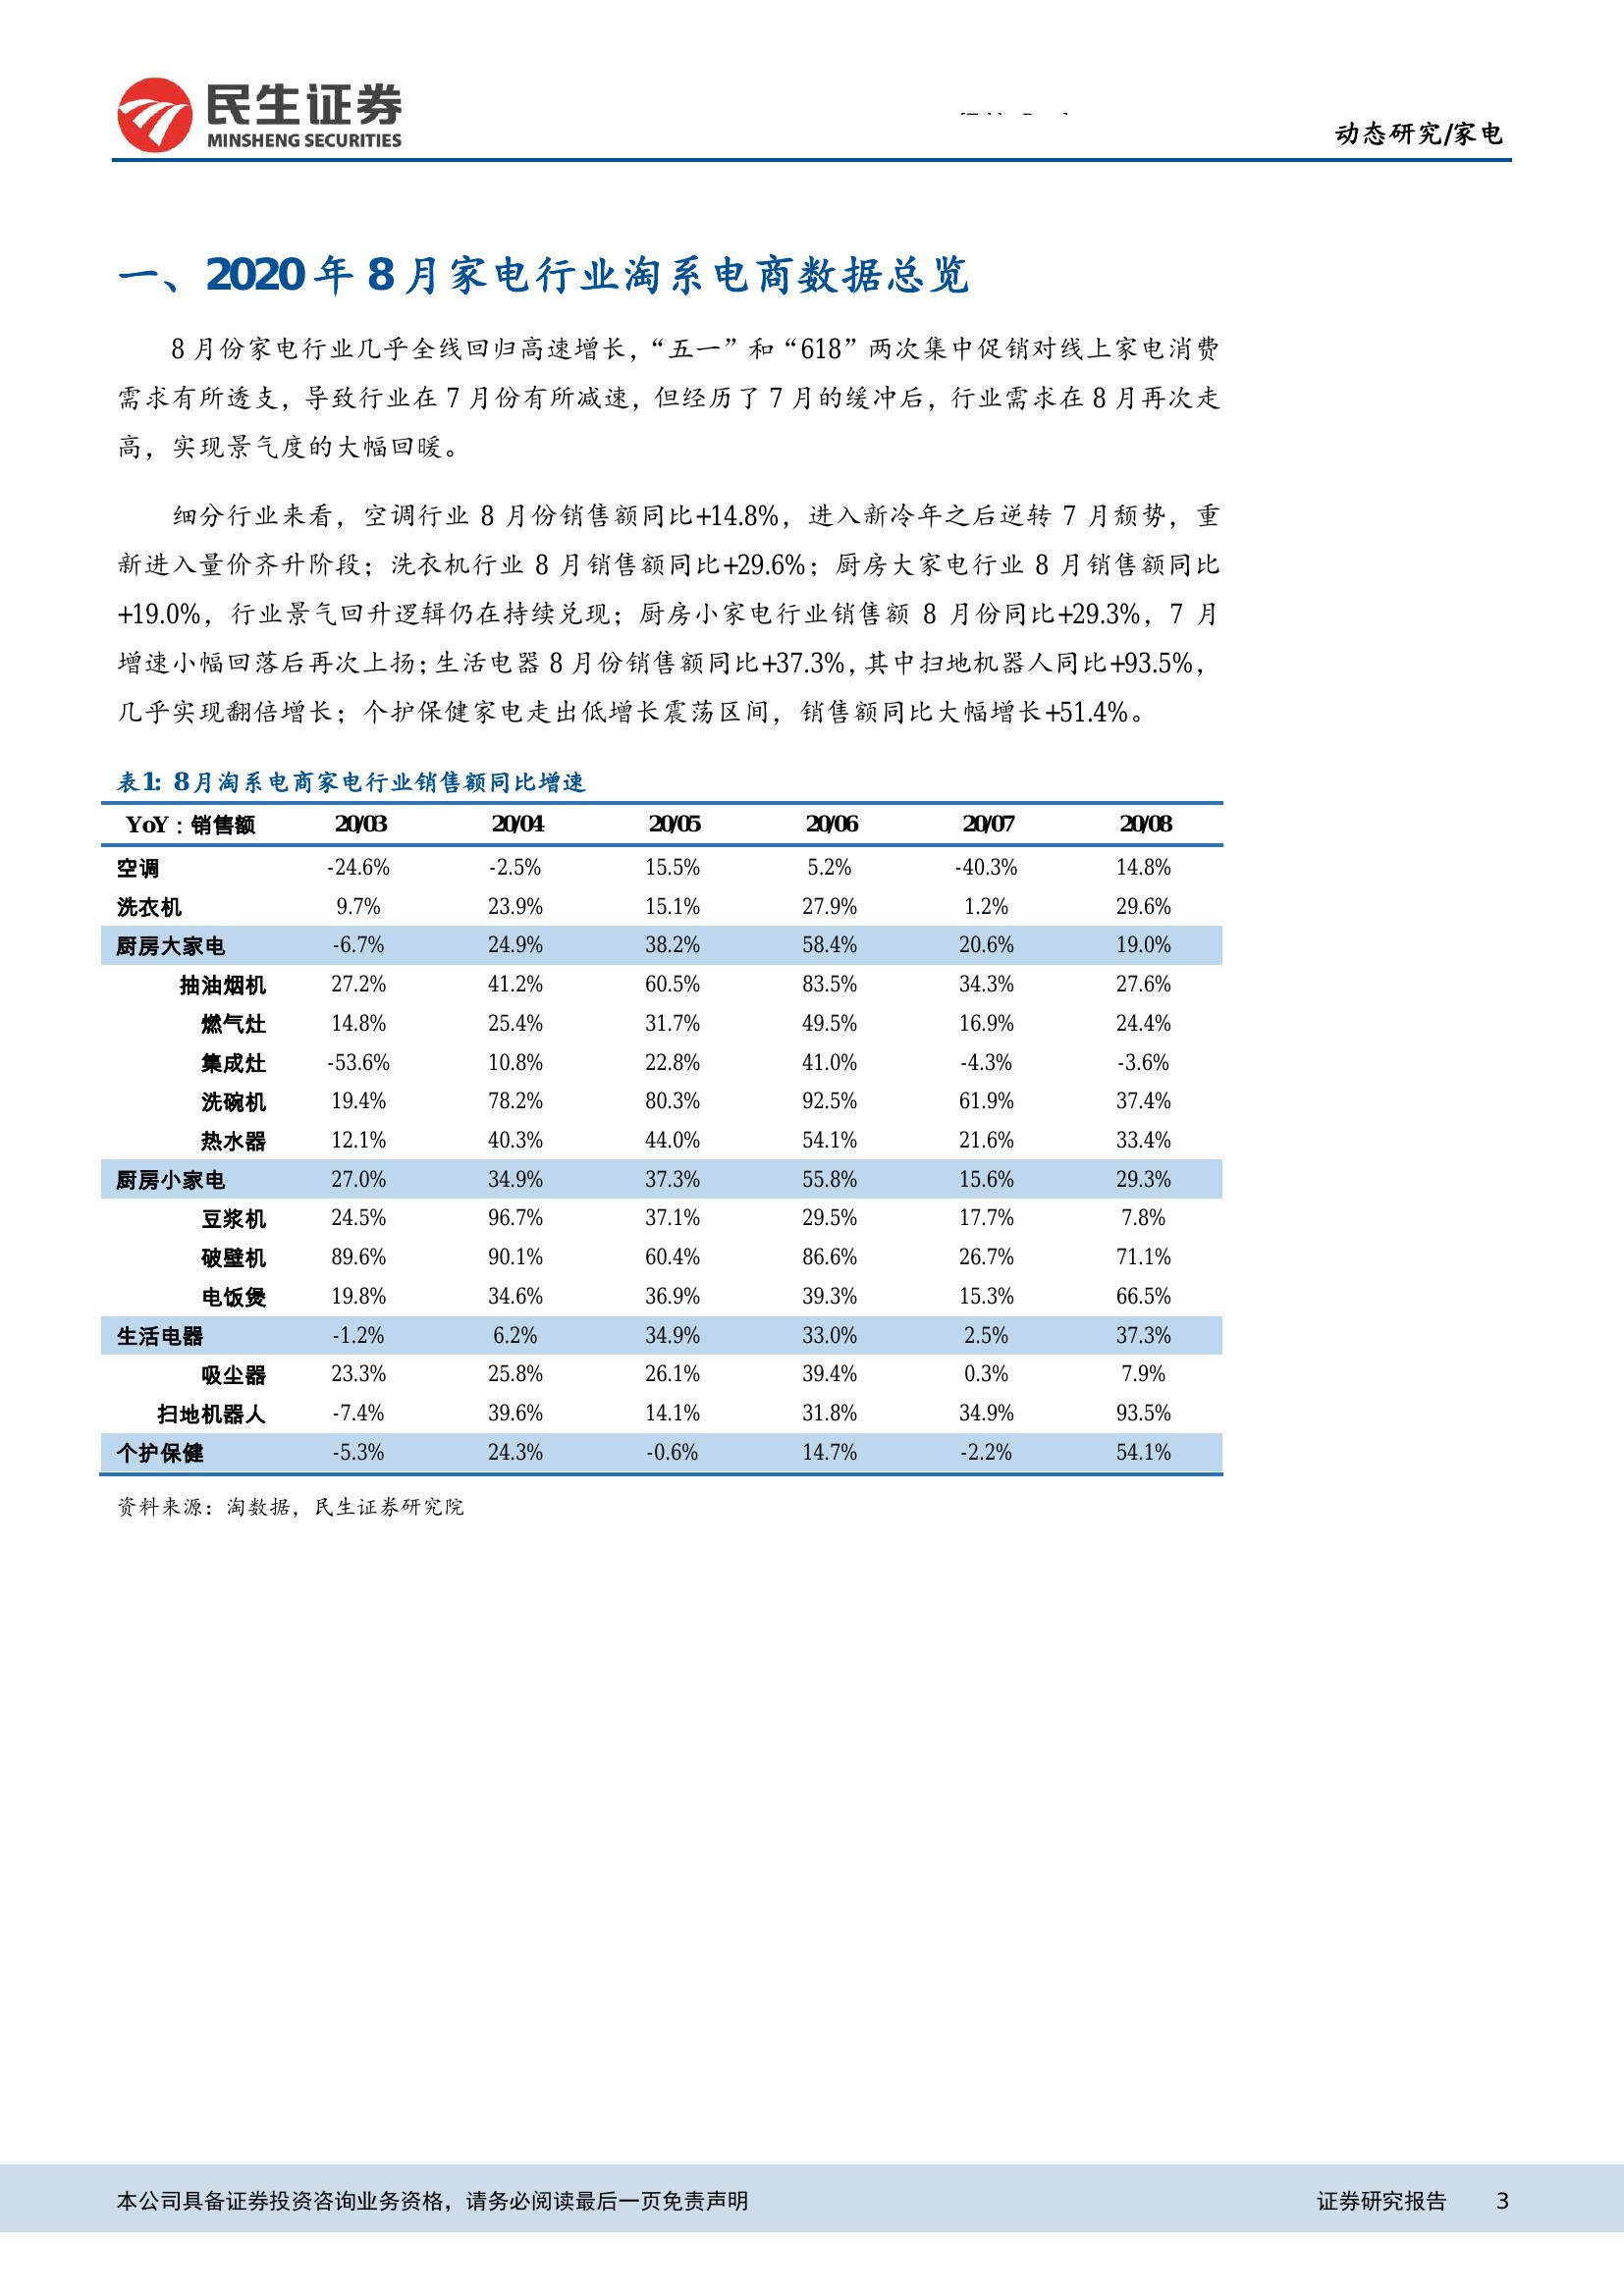 民生证券
MINSHENG SECURITIES
动态研究/家电
一、2020年8月家电行业淘系电商数据总览
8月份家电行业几乎全线回归高速增长，“五一”和“618”两次集中促销对线上家电消费
需求有所透支，导致行业在7月份有所减速，但经历了7月的缓冲后，行业需求在8月再次走
高，实现景气度的大幅回暖。
细分行业来看，空调行业8月份销售额同比+14.8%，进入新冷年之后逆转7月颓势，重
新进入量价齐升阶段；洗衣机行业8月销售额同比+29.6%；厨房大家电行业8月销售额同比
+19.0%，行业景气回升逻辑仍在持续兑现；厨房小家电行业销售额8月份同比+29.3%，7月
增速小幅回落后再次上扬；生活电器8月份销售额同比+37.3%，其中扫地机器人同比+93.5%，
几乎实现翻倍增长；个护保健家电走出低增长震荡区间，销售额同比大幅增长+51.4%。
表1：8月淘系电商家电行业销售额同比增速
YoY：销售额 20/03 20/04 20/05 20/06 20/07 20/08
空调 -24.6% -2.5% 15.5% 5.2% -40.3% 14.8%
洗衣机 9.7% 23.9% 15.1% 27.9% 1.2% 29.6%
厨房大家电 -6.7% 24.9% 38.2% 58.4% 20.6% 19.0%
抽油烟机 27.2% 41.2% 60.5% 83.5% 34.3% 27.6%
燃气灶 14.8% 25.4% 31.7% 49.5% 16.9% 24.4%
集成灶 -53.6% 10.8% 22.8% 41.0% -4.3% -3.6%
洗碗机 19.4% 78.2% 80.3% 92.5% 61.9% 37.4%
热水器 12.1% 40.3% 44.0% 54.1% 21.6% 33.4%
厨房小家电 27.0% 34.9% 37.3% 55.8% 15.6% 29.3%
豆浆机 24.5% 96.7% 37.1% 29.5% 17.7% 7.8%
破壁机 89.6% 90.1% 60.4% 86.6% 26.7% 71.1%
电饭煲 19.8% 34.6% 36.9% 39.3% 15.3% 66.5%
生活电器 -1.2% 6.2% 34.9% 33.0% 2.5% 37.3%
吸尘器 23.3% 25.8% 26.1% 39.4% 0.3% 7.9%
扫地机器人 -7.4% 39.6% 14.1% 31.8% 34.9% 93.5%
个护保健 -5.3% 24.3% -0.6% 14.7% -2.2% 54.1%
资料来源：淘数据，民生证券研究院
本公司具备证券投资咨询业务资格，请务必阅读最后一页免责声明 证券研究报告 3